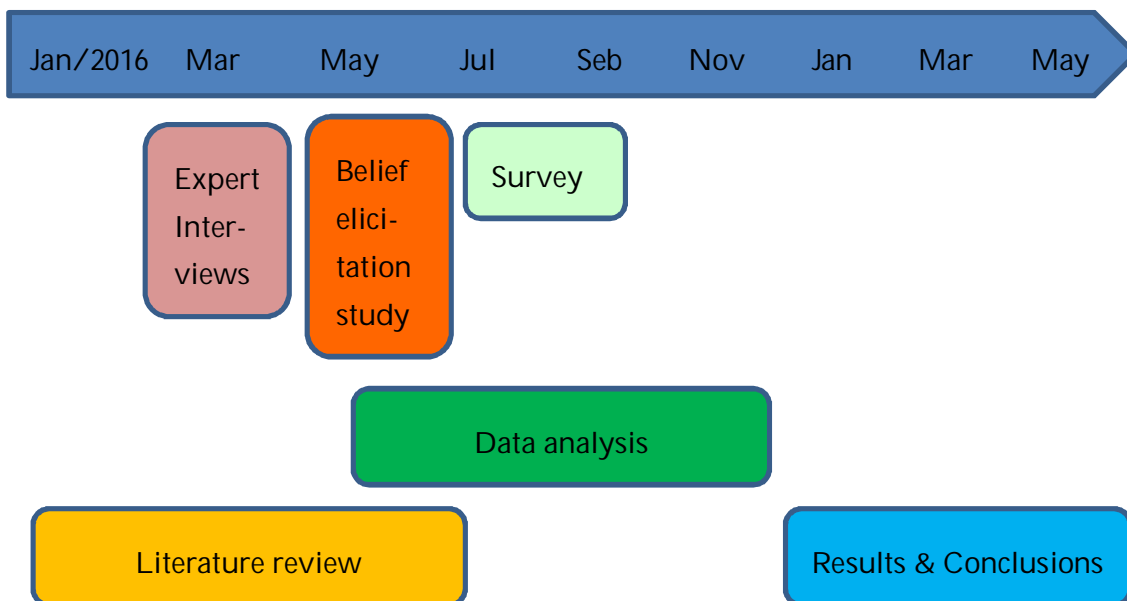 Jan/2016 Mar May Jul Seb Nov Jan Mar May
Expert
Inter-
views
Belief
elici-
tation
study
Survey
Data analysis
Literature review
Results & Conclusions